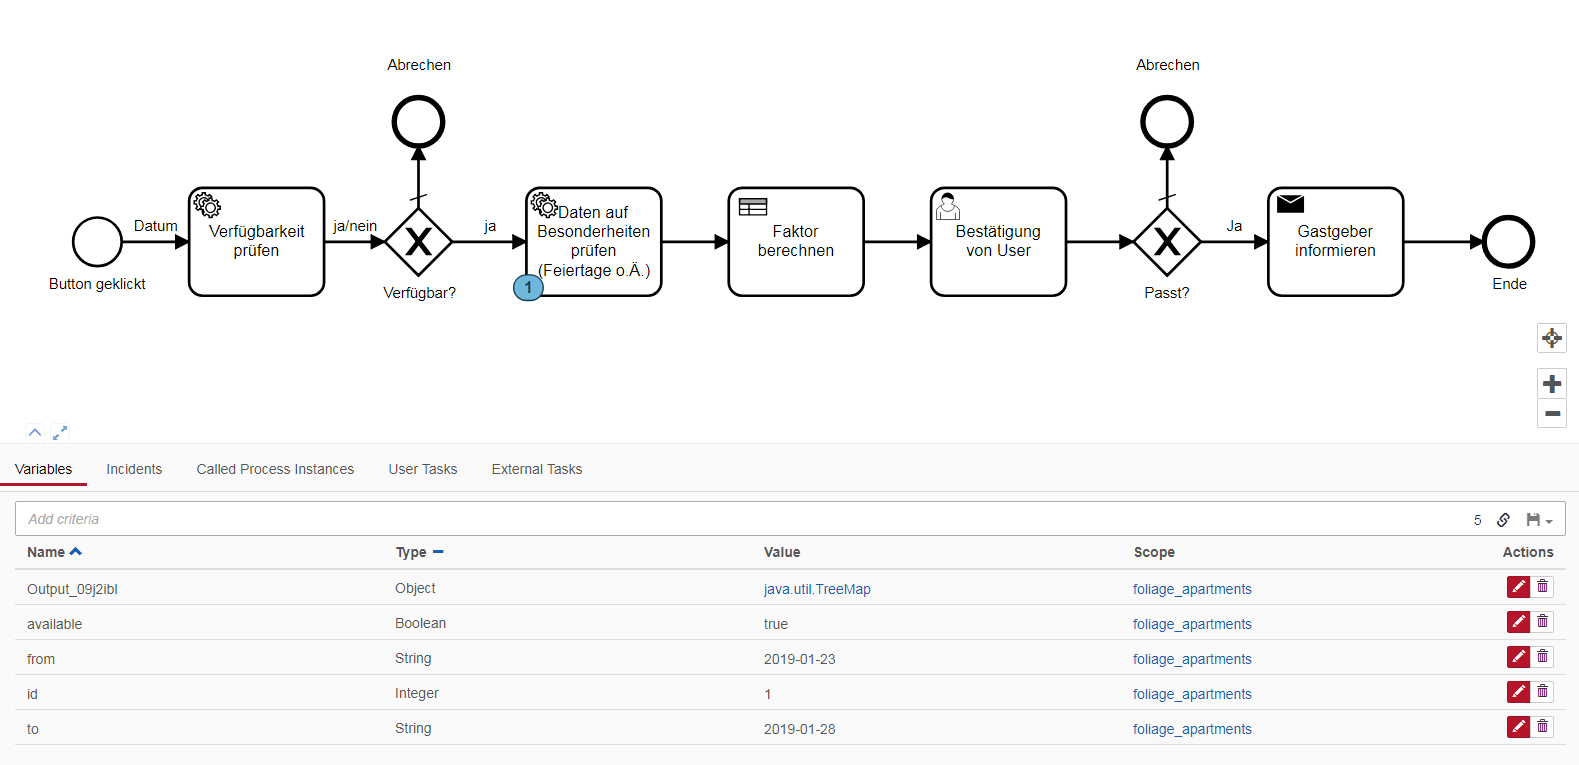 Abrechen
Abrechen
Datum
Verfügbarkeit
prüfen
ja/nein
ja
Daten auf
Besonderheiten
prüfen
(Feiertage o.Ä.)
Faktor
berechnen
Bestätigung
von User
Ja
Gastgeber
informieren
Button geklickt
Verfügbar?
1
Passt?
Ende
Variables Incidents Called Process Instances User Tasks External Tasks
Add criteria 5
Name Type Value Scope Actions
Output_09j2ibl Object java.util.TreeMap foliage_apartments
available Boolean true foliage_apartments
from String 2019-01-23 foliage_apartments
id Integer 1 foliage_apartments
to String 2019-01-28 foliage_apartments